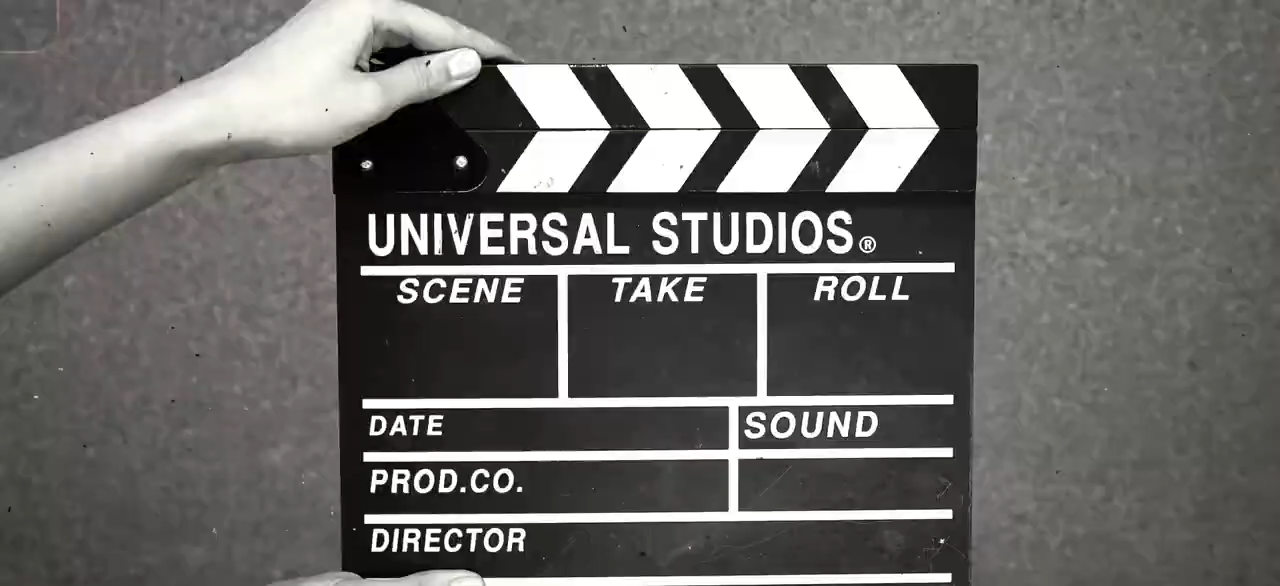 UNIVERSAL STUDIOS®
SCENE TAKE ROLL
DATE SOUND
PROD.CO.
DIRECTOR